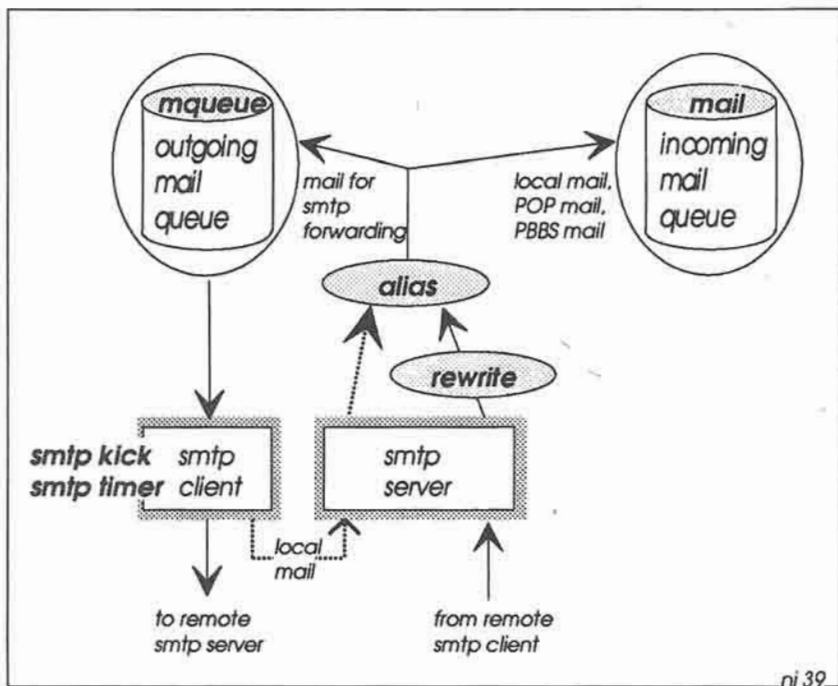 mqueue
outgoing
mail
queue
mail
incoming
mail
queue
mail for
smtp
forwarding
local mail,
POP mail,
PBBS mail
alias
rewrite
smtp kick
smtp timer
smtp
client
smtp
server
local
mail
to remote
smtp server
from remote
smtp client
ni 39